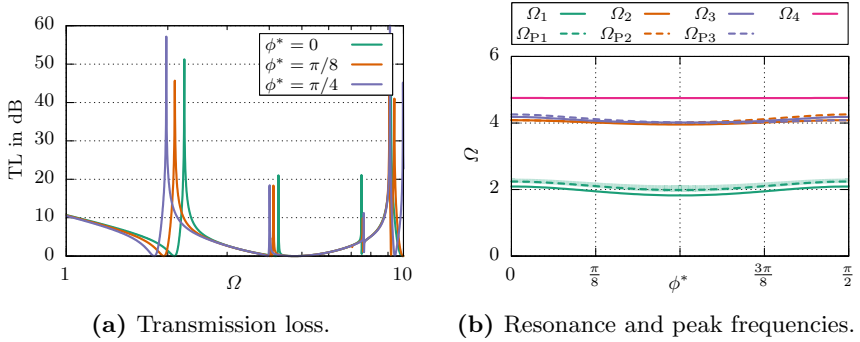 60
50
40
30
20
10
0
TL in dB
ϕ* = 0
ϕ* = π/8
ϕ* = π/4
1
Ω
10
(a) Transmission loss.
Ω1 Ω2 Ω3 Ω4
ΩP1 ΩP2 ΩP3
6
4
2
0
Ω
0 π/8 ϕ* 3π/8 π/2
(b) Resonance and peak frequencies.